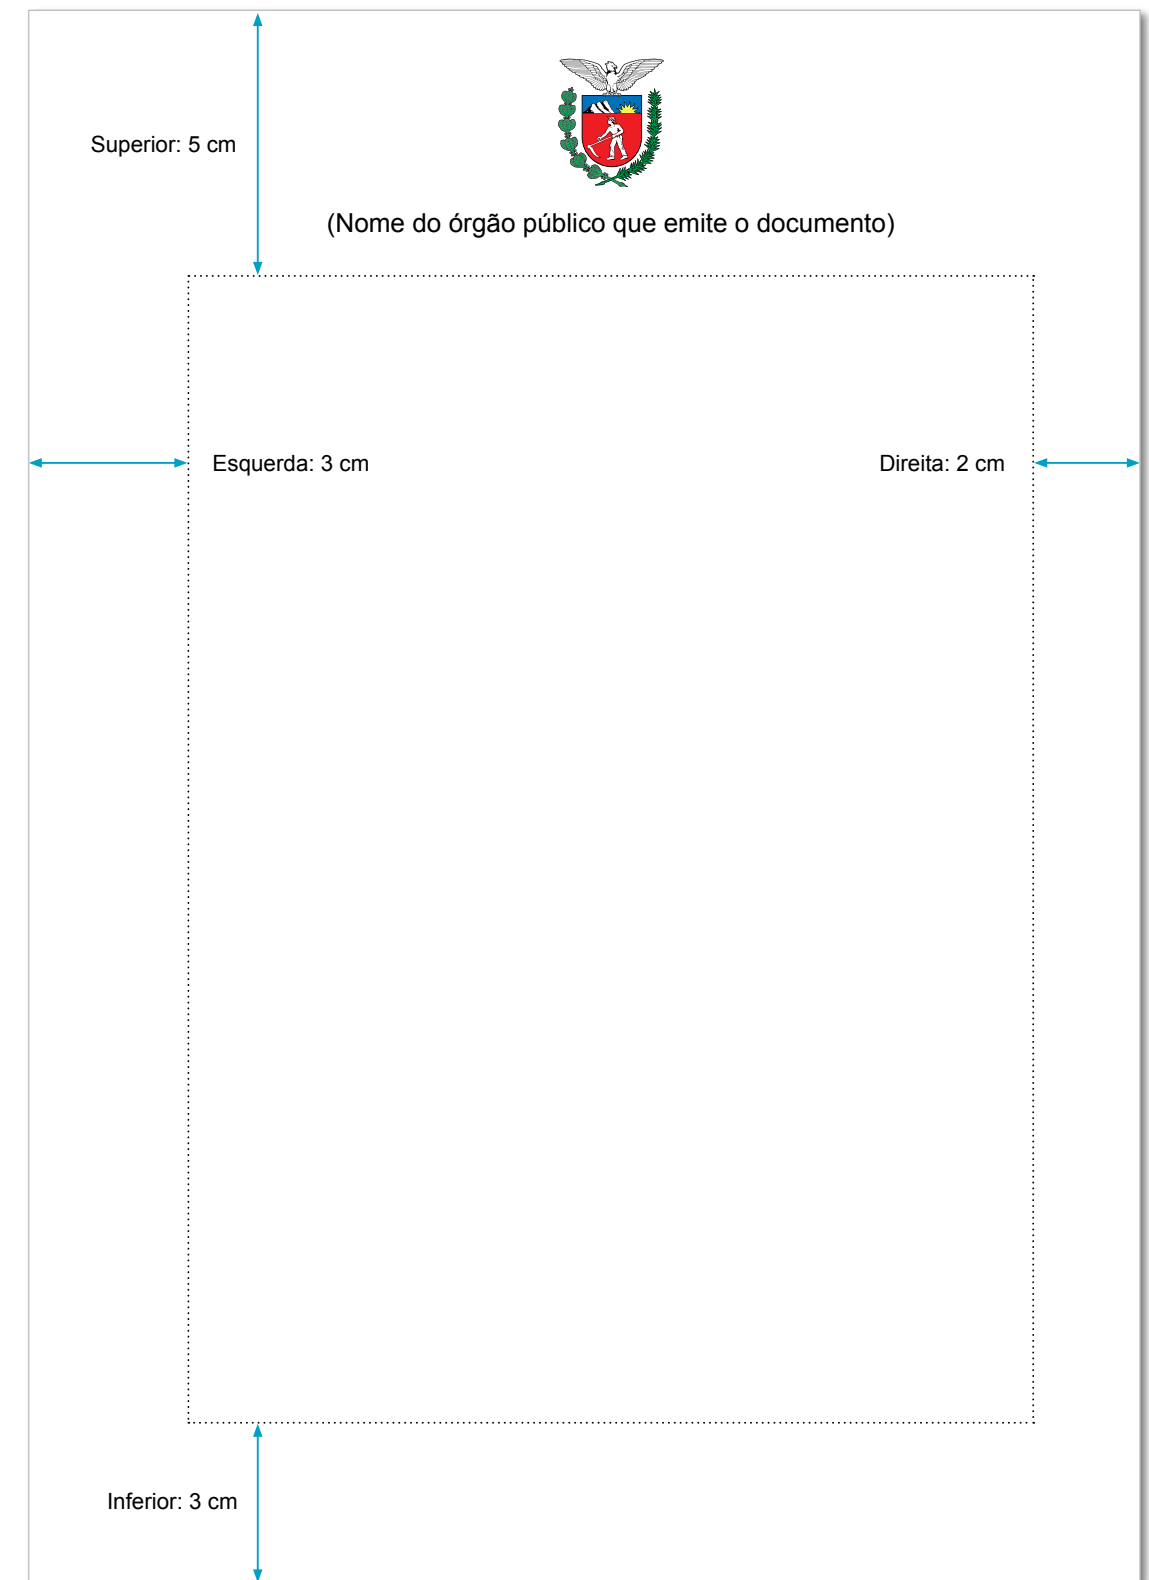 Superior: 5 cm
(Nome do órgão público que emite o documento)
Esquerda: 3 cm
Direita: 2 cm
Inferior: 3 cm